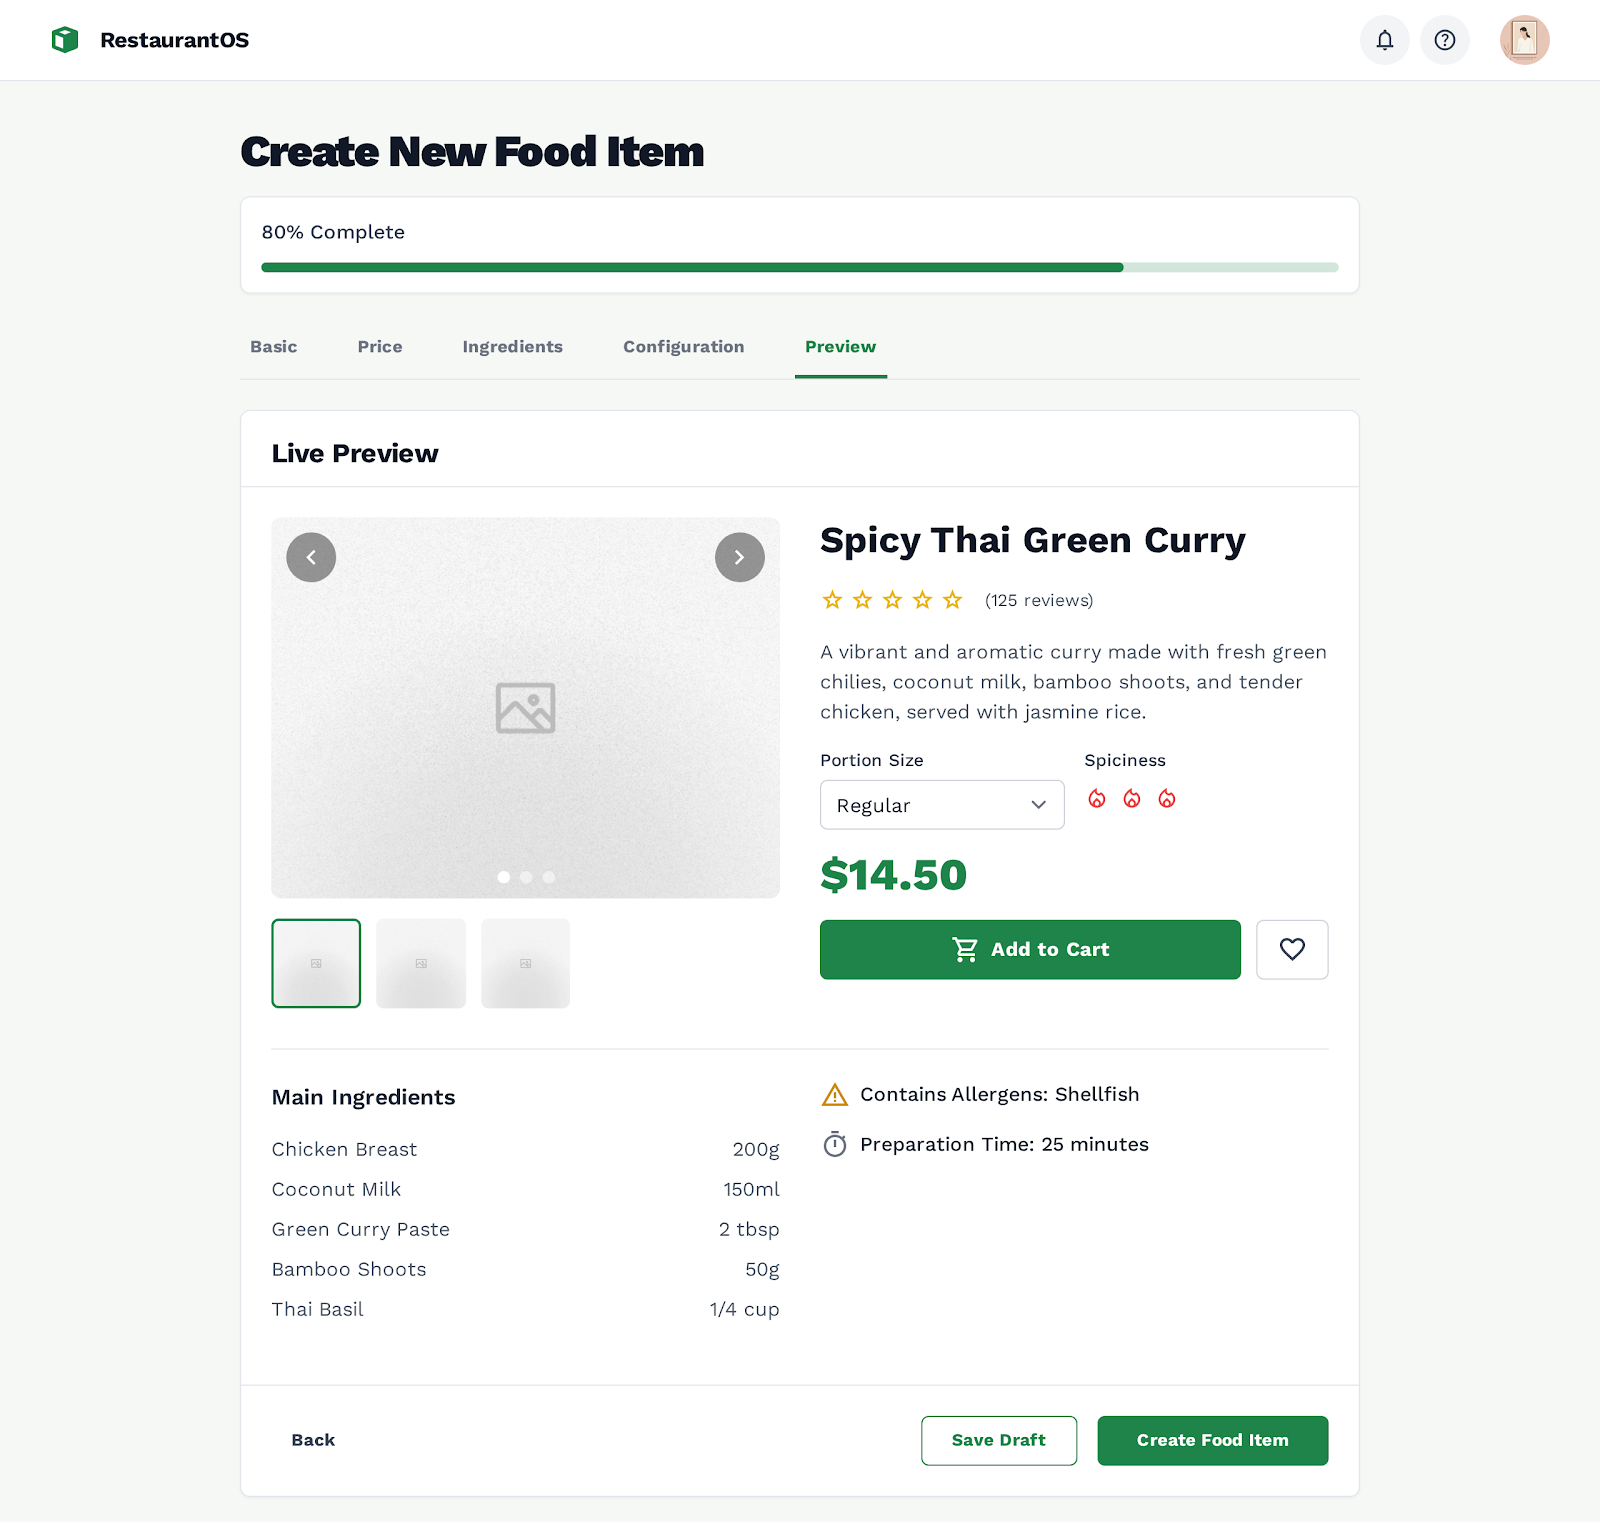 RestaurantOS
Create New Food Item
80% Complete
Basic
Price
Ingredients
Configuration
Preview
Live Preview
Spicy Thai Green Curry
(125 reviews)
A vibrant and aromatic curry made with fresh green
chilies, coconut milk, bamboo shoots, and tender
chicken, served with jasmine rice.
Portion Size
Spiciness
Regular
$14.50
Add to Cart
Main Ingredients
Chicken Breast 200g
Coconut Milk 150ml
Green Curry Paste 2 tbsp
Bamboo Shoots 50g
Thai Basil 1/4 cup
Contains Allergens: Shellfish
Preparation Time: 25 minutes
Back
Save Draft
Create Food Item